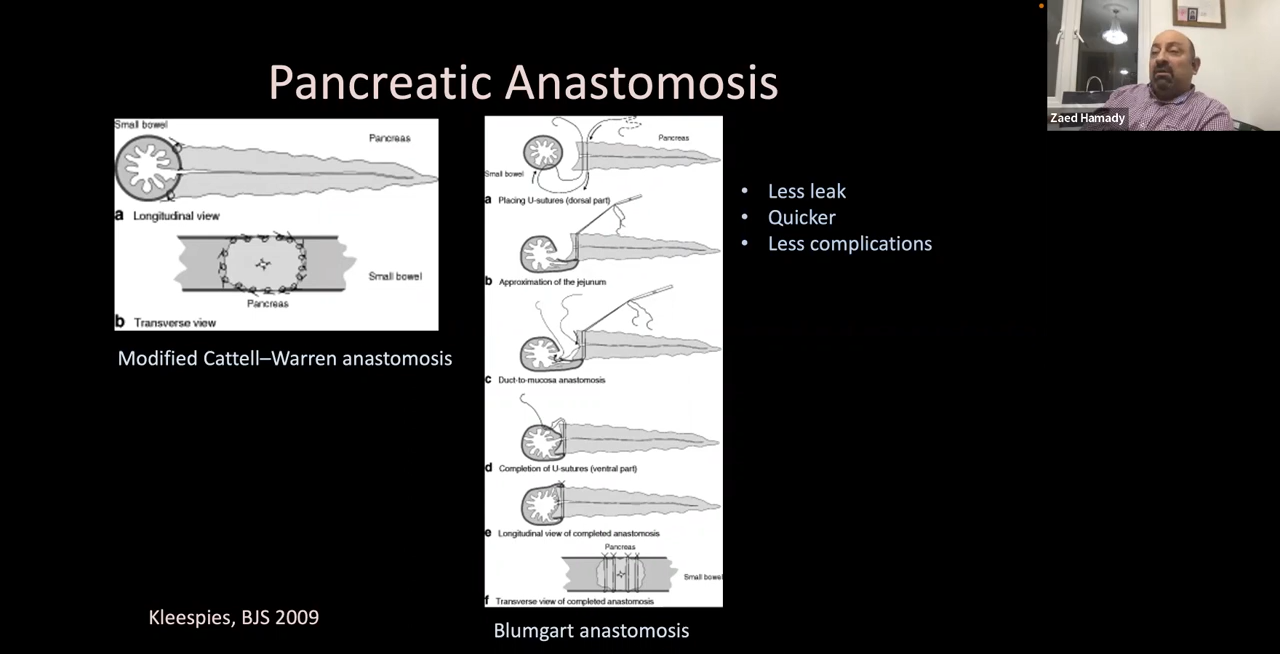 Pancreatic Anastomosis
Zaed Hamady
Small bowel
Pancreas
a Longitudinal view
Small bowel
Pancreas
b Transverse view
Modified Cattell–Warren anastomosis
Pancreas
Small bowel
a Placing U-sutures (dorsal part)
b Approximation of the jejunum
c Duct-to-mucosa anastomosis
d Completion of U-sutures (ventral part)
e Longitudinal view of completed anastomosis
Pancreas
Small bowel
f Transverse view of completed anastomosis
Blumgart anastomosis
• Less leak
• Quicker
• Less complications
Kleespies, BJS 2009